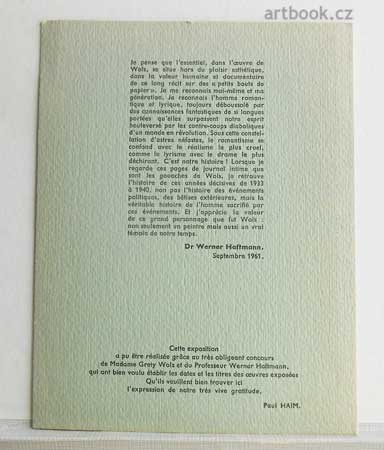 artbook.cz
Je pense que l'essentiel, dans l'œuvre de
Wols, se situe hors du plaisir esthétique,
dans la valeur humaine et documentaire
de ce long récit sur des « petits bouts de
papier ». Je me reconnais moi-même et ma
génération. Je reconnais l'homme roman-
tique et lyrique, toujours déboussolé par
des connaissances fantastiques de si longues
portées qu'elles surpassent notre esprit
bouleversé par les contre-coups diaboliques
d'un monde en révolution. Sous cette constel-
lation d'astres néfastes, le romantisme se
confond avec le réalisme le plus cruel,
comme le lyrisme avec le drame le plus
déchirant. C'est notre histoire ! Lorsque je
regarde ces pages de journal intime que
sont les gouaches de Wols, je retrouve
l'histoire de ces années décisives de 1933
à 1940, non pas l'histoire des événements
politiques, des bêtises extérieures, mais la
véritable histoire de l'homme sacrifié par
ces événements. Et j'apprécie la valeur
de ce grand personnage que fut Wols :
non seulement un peintre mais aussi un vrai
témoin de notre temps.
Dr Werner Haftmann.
Septembre 1961.
Cette exposition
a pu être réalisée grâce au très obligeant concours
de Madame Grety Wols et du Professeur Werner Haftmann,
qui ont bien voulu établir les dates et les titres des œuvres exposées
Qu'ils veuillent bien trouver ici
l'expression de notre très vive gratitude.
Paul HAIM.